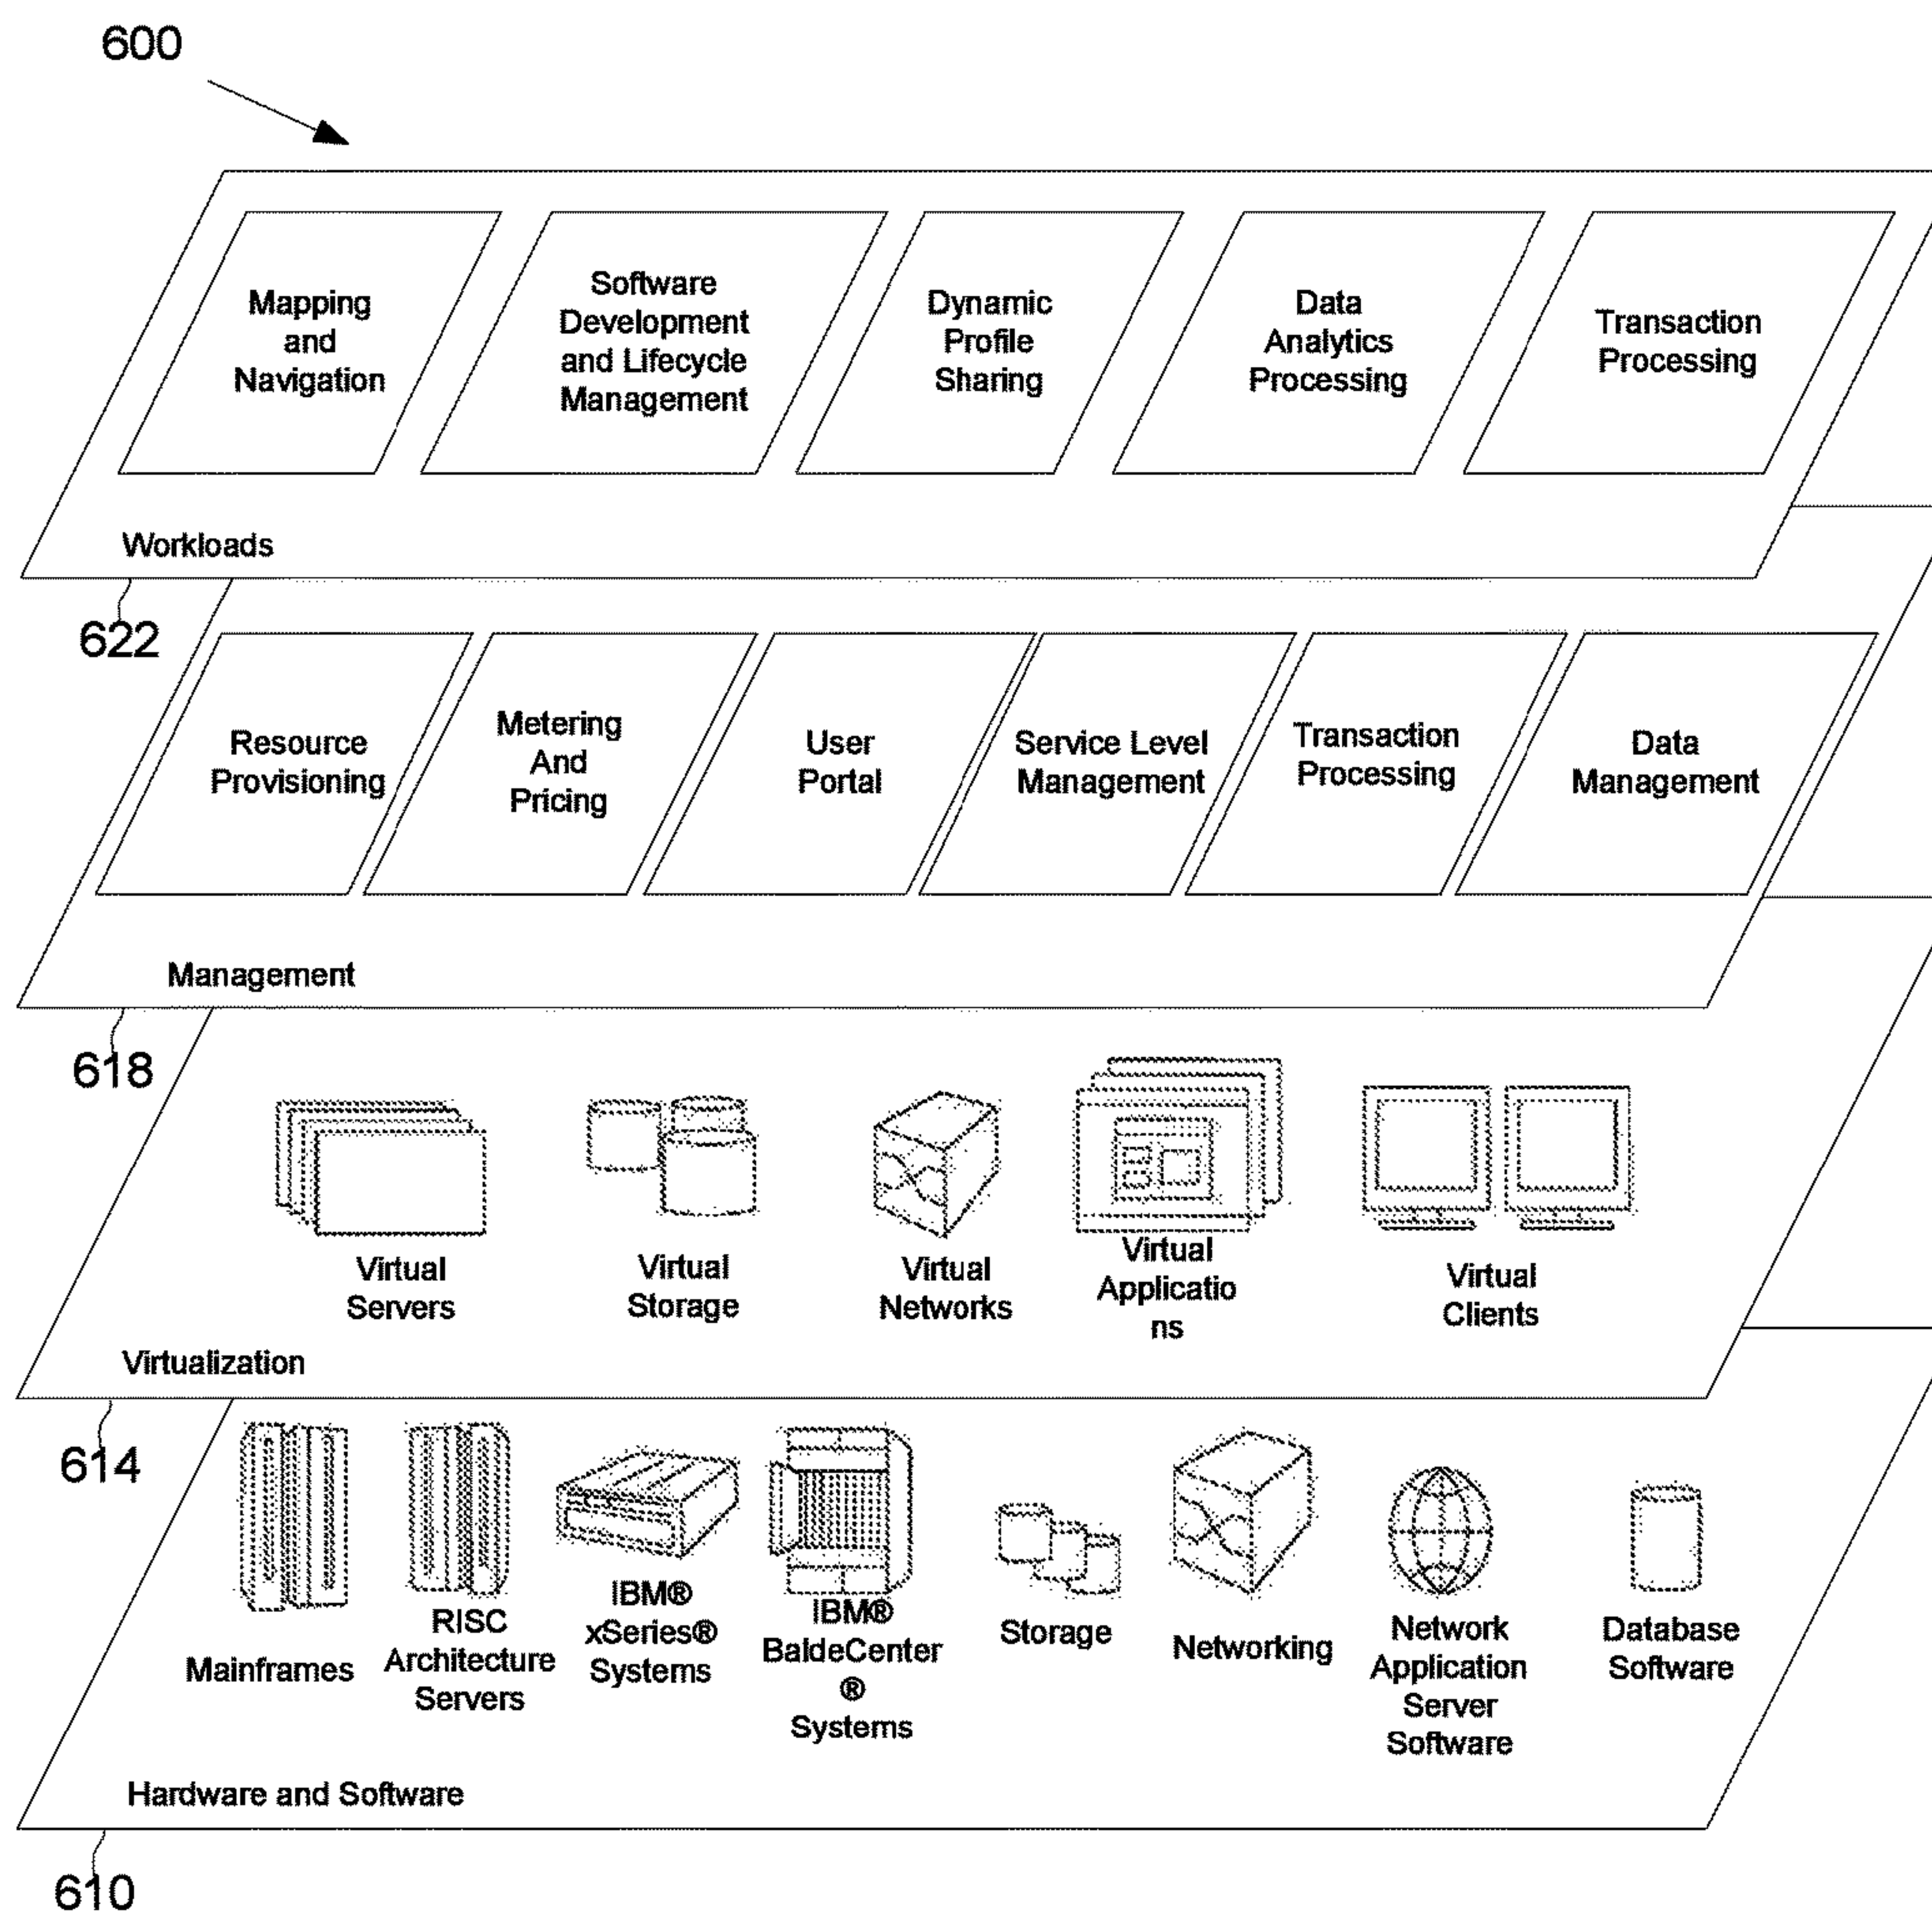 600
Mapping
and
Navigation
Software
Development
and Lifecycle
Management
Dynamic
Profile
Sharing
Data
Analytics
Processing
Transaction
Processing
Workloads
622
Resource
Provisioning
Metering
And
Pricing
User
Portal
Service Level
Management
Transaction
Processing
Data
Management
Management
618
Virtual
Servers
Virtual
Storage
Virtual
Networks
Virtual
Applicatio
ns
Virtual
Clients
Virtualization
614
Mainframes
RISC
Architecture
Servers
IBM®
xSeries®
Systems
IBM®
BaldeCenter
®
Systems
Storage
Networking
Network
Application
Server
Software
Database
Software
Hardware and Software
610